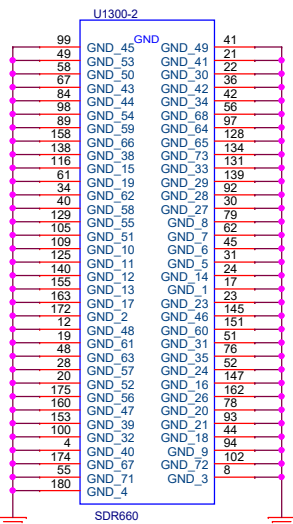 U1300-2
GND
99 GND_45 GND_49 41
49 GND_53 GND_41 21
58 GND_50 GND_30 22
67 GND_43 GND_42 36
84 GND_44 GND_34 42
98 GND_54 GND_68 56
89 GND_59 GND_64 97
158 GND_66 GND_65 128
138 GND_38 GND_73 134
116 GND_15 GND_33 131
61 GND_19 GND_29 139
34 GND_62 GND_28 92
40 GND_58 GND_27 30
129 GND_55 GND_8 79
105 GND_51 GND_7 62
109 GND_10 GND_6 45
125 GND_11 GND_5 31
140 GND_12 GND_14 24
155 GND_13 GND_1 17
163 GND_17 GND_23 23
172 GND_2 GND_46 145
12 GND_48 GND_60 151
19 GND_61 GND_31 51
48 GND_63 GND_35 76
28 GND_57 GND_24 52
20 GND_52 GND_16 147
175 GND_56 GND_26 162
160 GND_47 GND_20 78
153 GND_39 GND_21 93
100 GND_32 GND_18 44
4 GND_40 GND_9 94
174 GND_67 GND_72 102
55 GND_71 GND_3 8
180 GND_4
SDR660